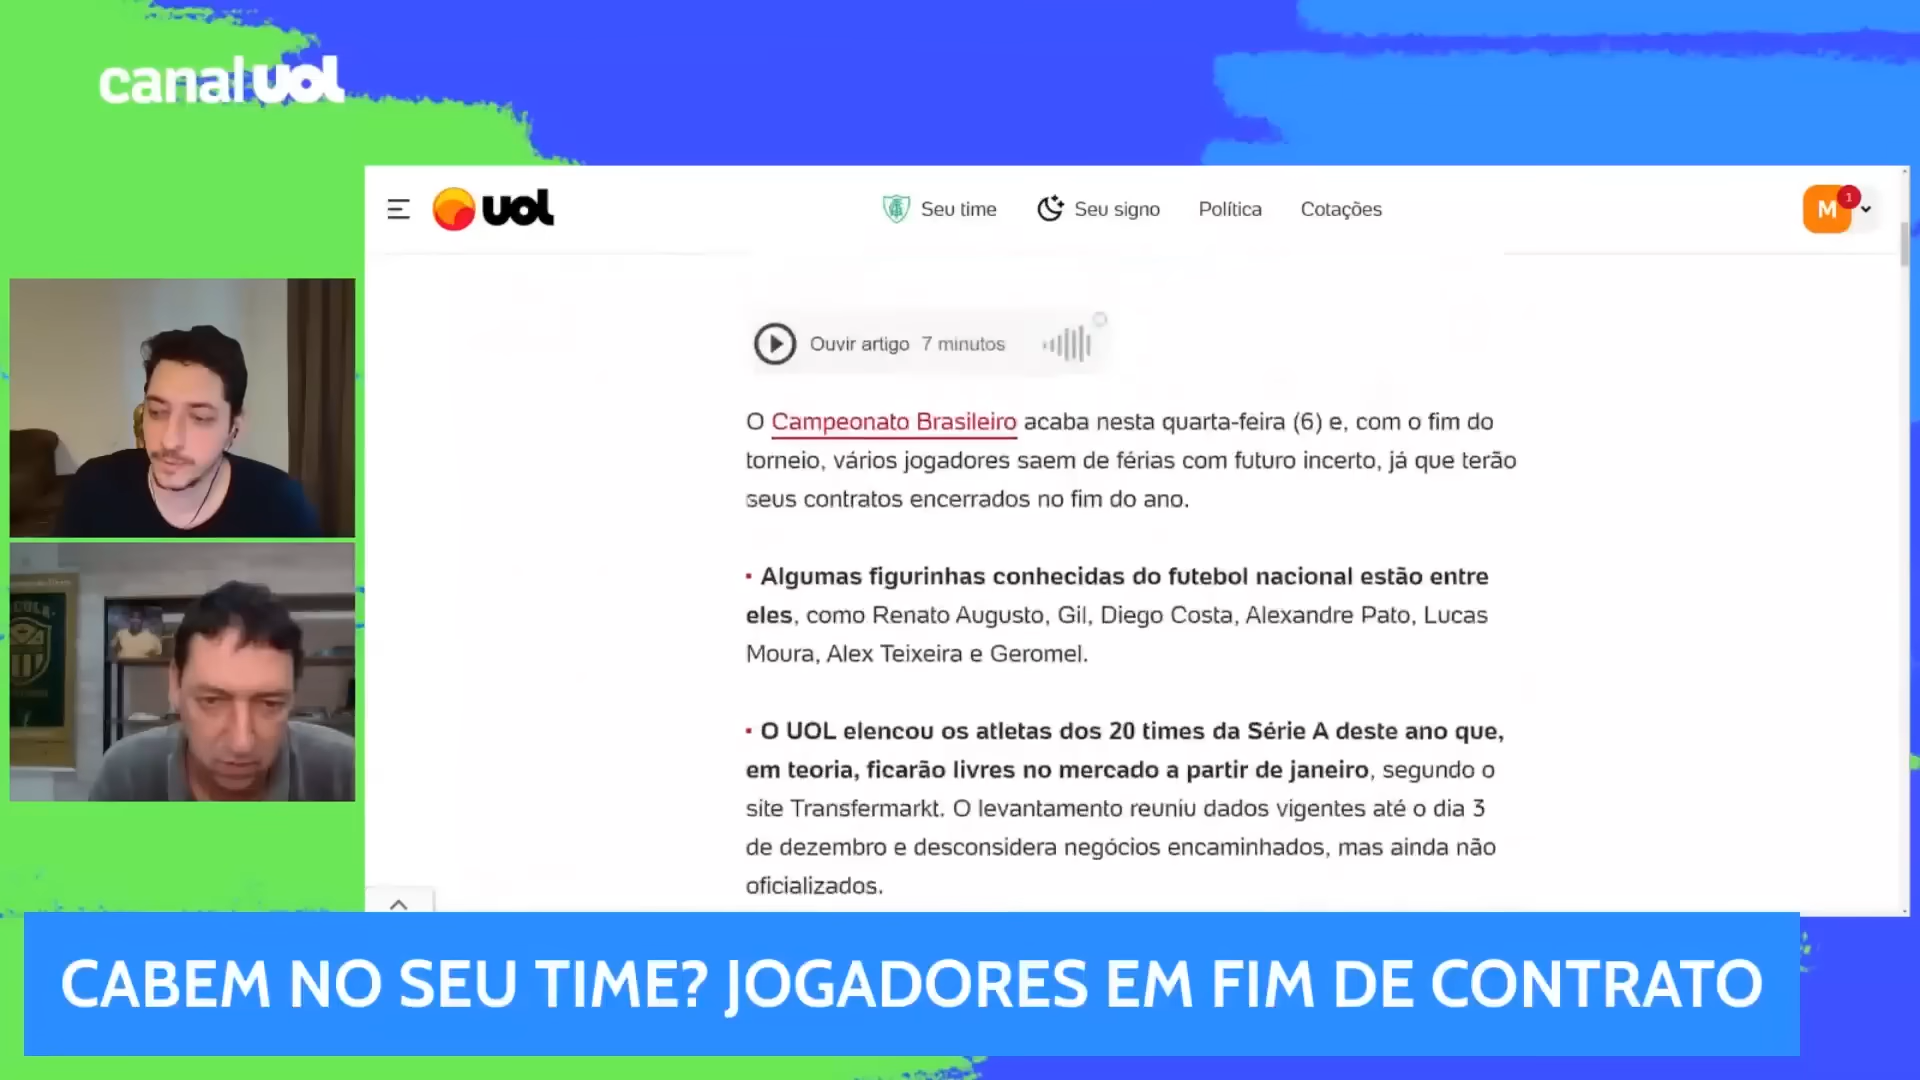 canaluol
uol
Seu time
Seu signo
Política
Cotações
M
1
Ouvir artigo 7 minutos
O Campeonato Brasileiro acaba nesta quarta-feira (6) e, com o fim do
torneio, vários jogadores saem de férias com futuro incerto, já que terão
seus contratos encerrados no fim do ano.
Algumas figurinhas conhecidas do futebol nacional estão entre
eles, como Renato Augusto, Gil, Diego Costa, Alexandre Pato, Lucas
Moura, Alex Teixeira e Geromel.
O UOL elencou os atletas dos 20 times da Série A deste ano que,
em teoria, ficarão livres no mercado a partir de janeiro, segundo o
site Transfermarkt. O levantamento reuniu dados vigentes até o dia 3
de dezembro e desconsidera negócios encaminhados, mas ainda não
oficializados.
CABEM NO SEU TIME? JOGADORES EM FIM DE CONTRATO